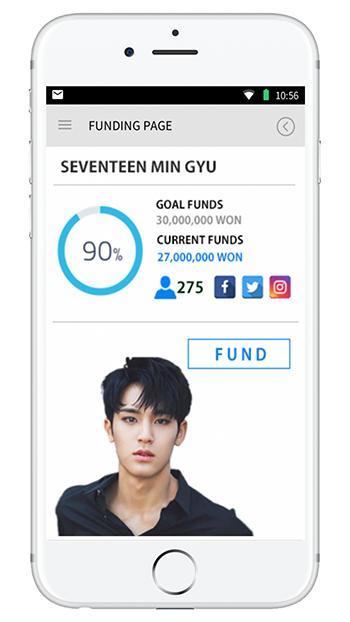 10:56
FUNDING PAGE
SEVENTEEN MIN GYU
GOAL FUNDS
30,000,000 WON
90%
CURRENT FUNDS
27,000,000 WON
275
FUND